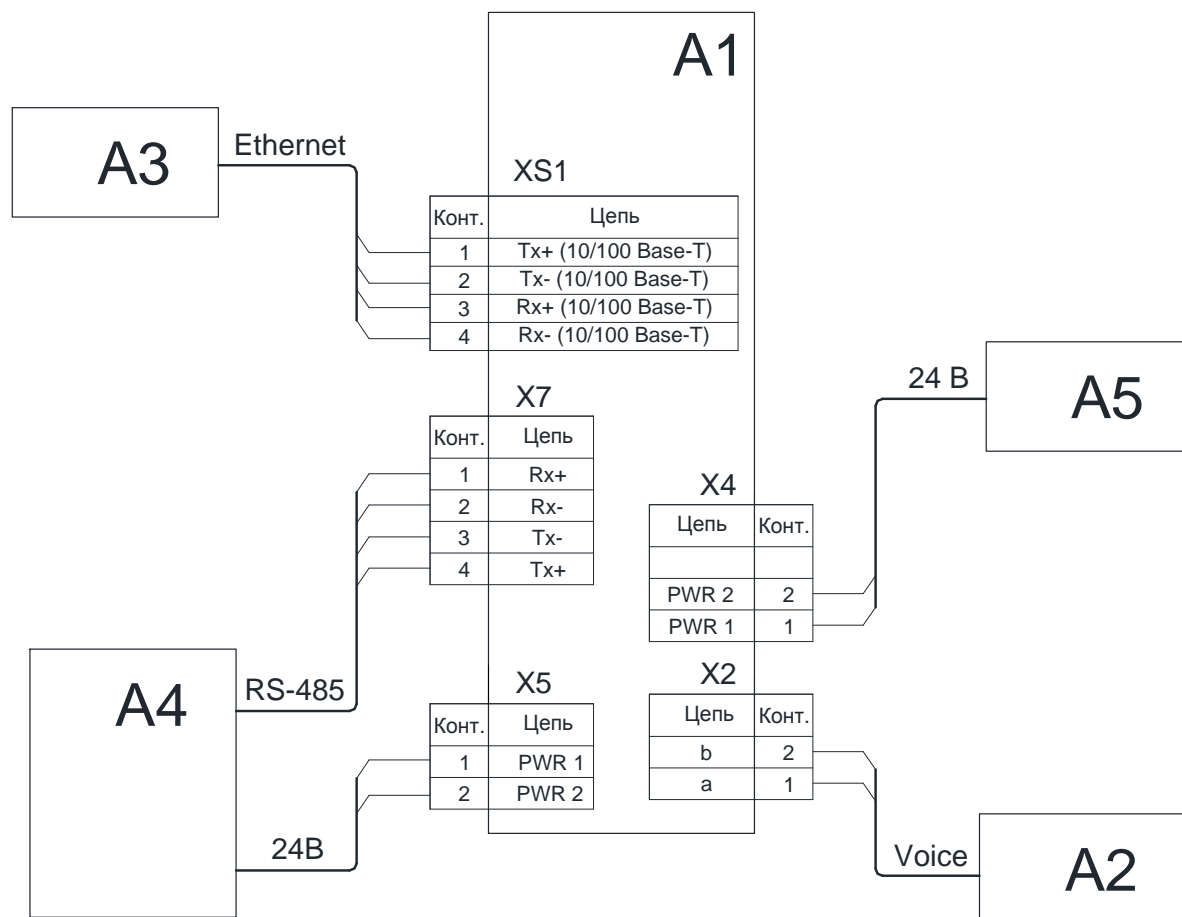 A1
A3
Ethernet
XS1
Конт. Цепь
1 Tx+ (10/100 Base-T)
2 Tx- (10/100 Base-T)
3 Rx+ (10/100 Base-T)
4 Rx- (10/100 Base-T)
X7
Конт. Цепь
1 Rx+
2 Rx-
3 Tx-
4 Tx+
A4
RS-485
24В
X5
Конт. Цепь
1 PWR 1
2 PWR 2
24 В
A5
X4
Цепь Конт.
PWR 2 2
PWR 1 1
X2
Цепь Конт.
b 2
a 1
Voice
A2